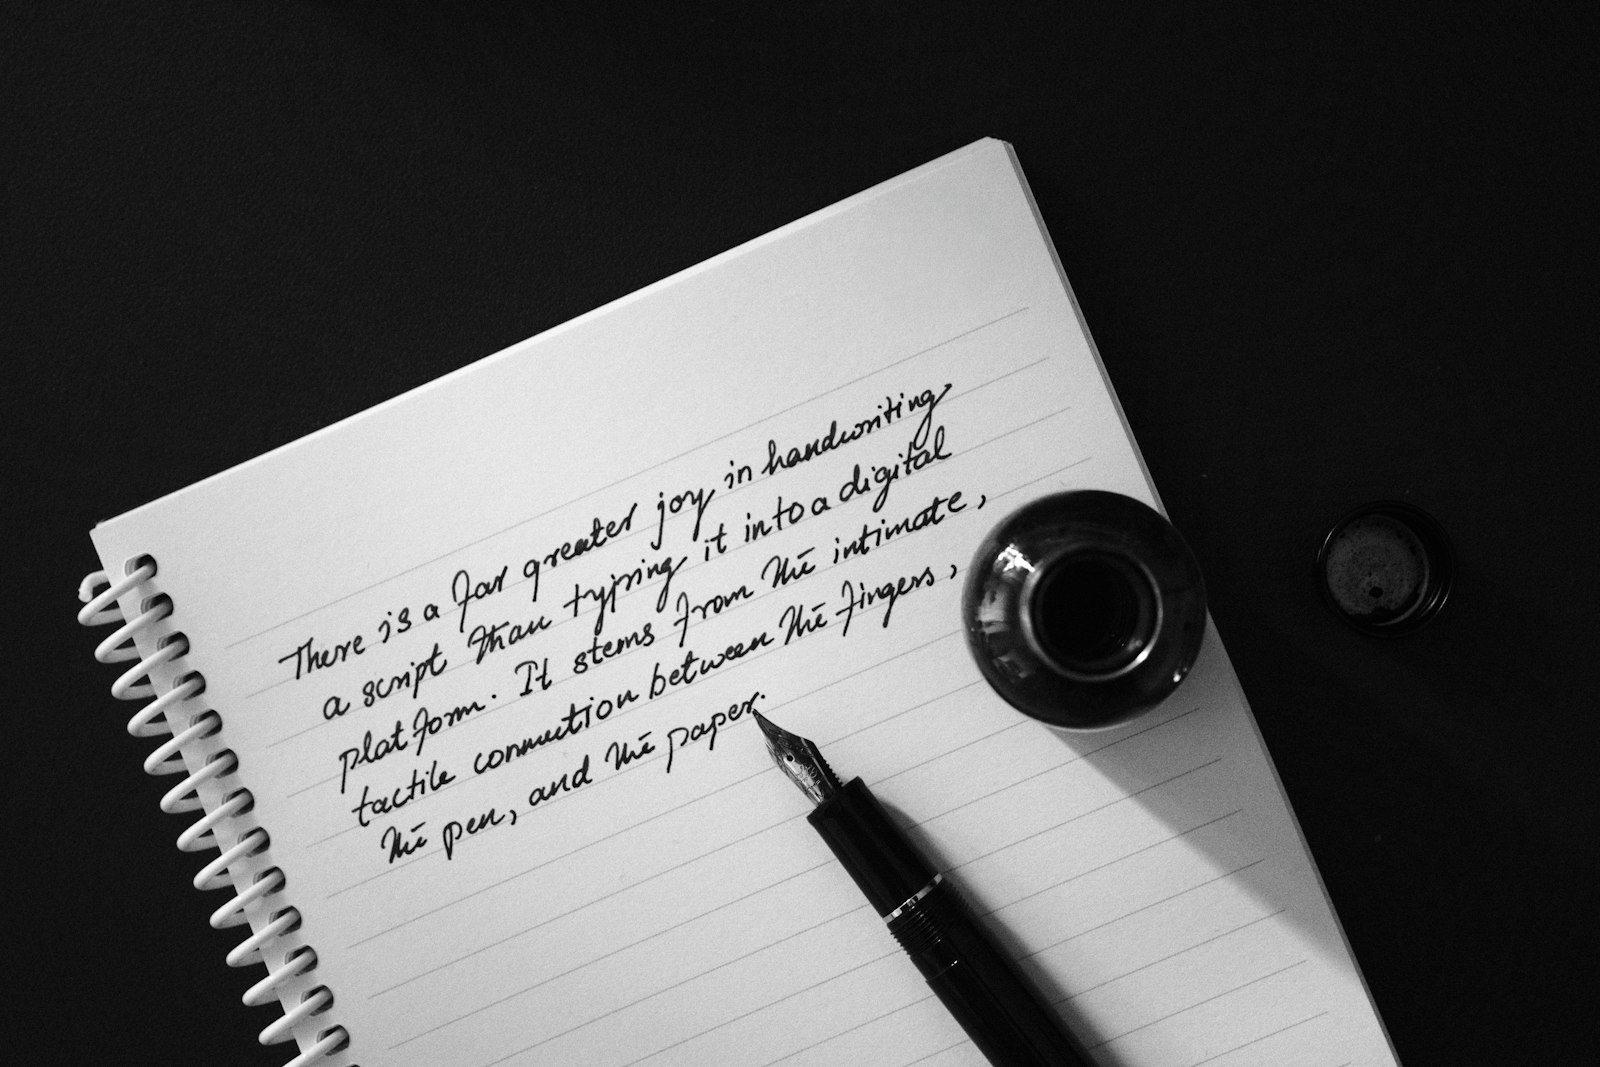 There is a far greater joy in handwriting
a script than typing it into a digital
platform. It stems from the intimate,
tactile connection between the fingers,
the pen, and the paper.